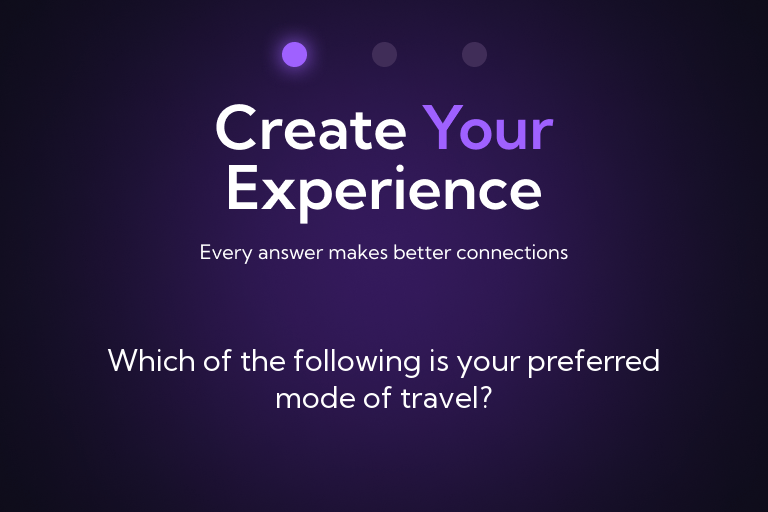 Create Your
Experience
Every answer makes better connections
Which of the following is your preferred
mode of travel?